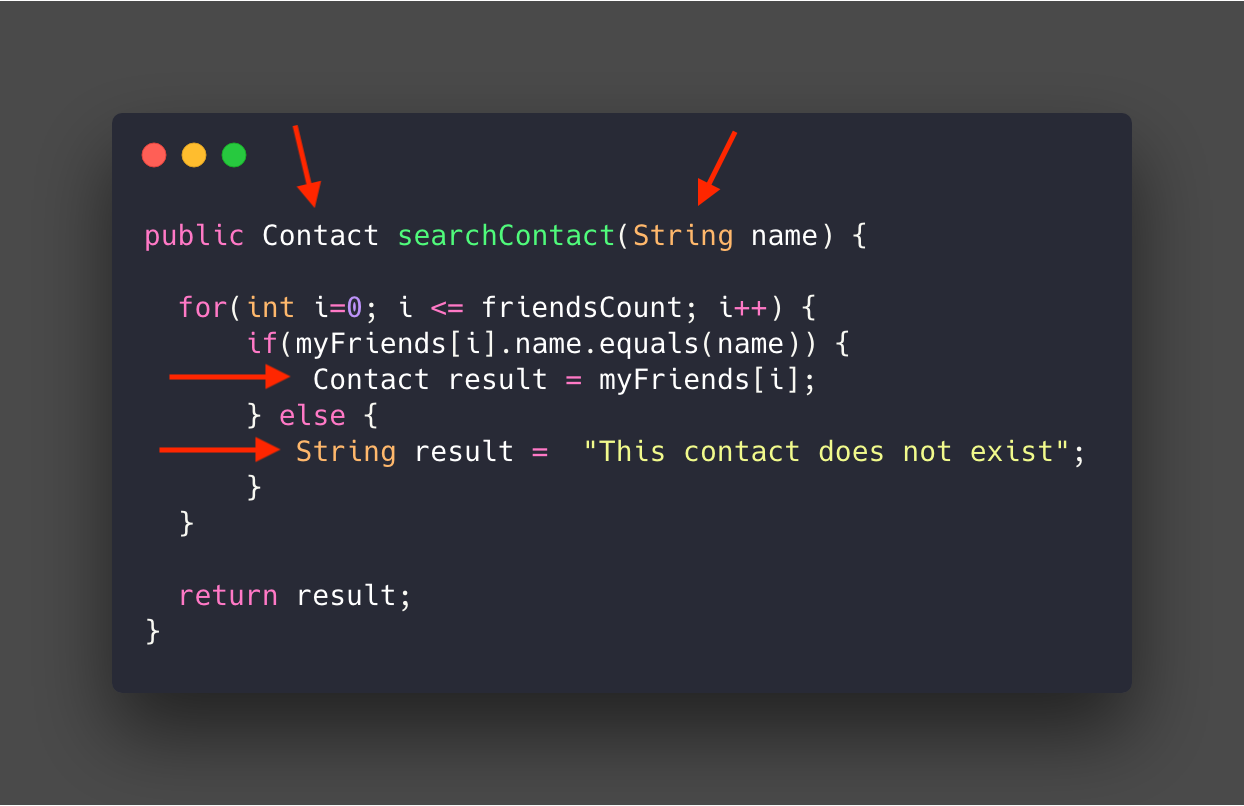 public Contact searchContact(String name) {
for(int i=0; i <= friendsCount; i++) {
if(myFriends[i].name.equals(name)) {
Contact result = myFriends[i];
} else {
String result =  "This contact does not exist";
}
}
return result;
}